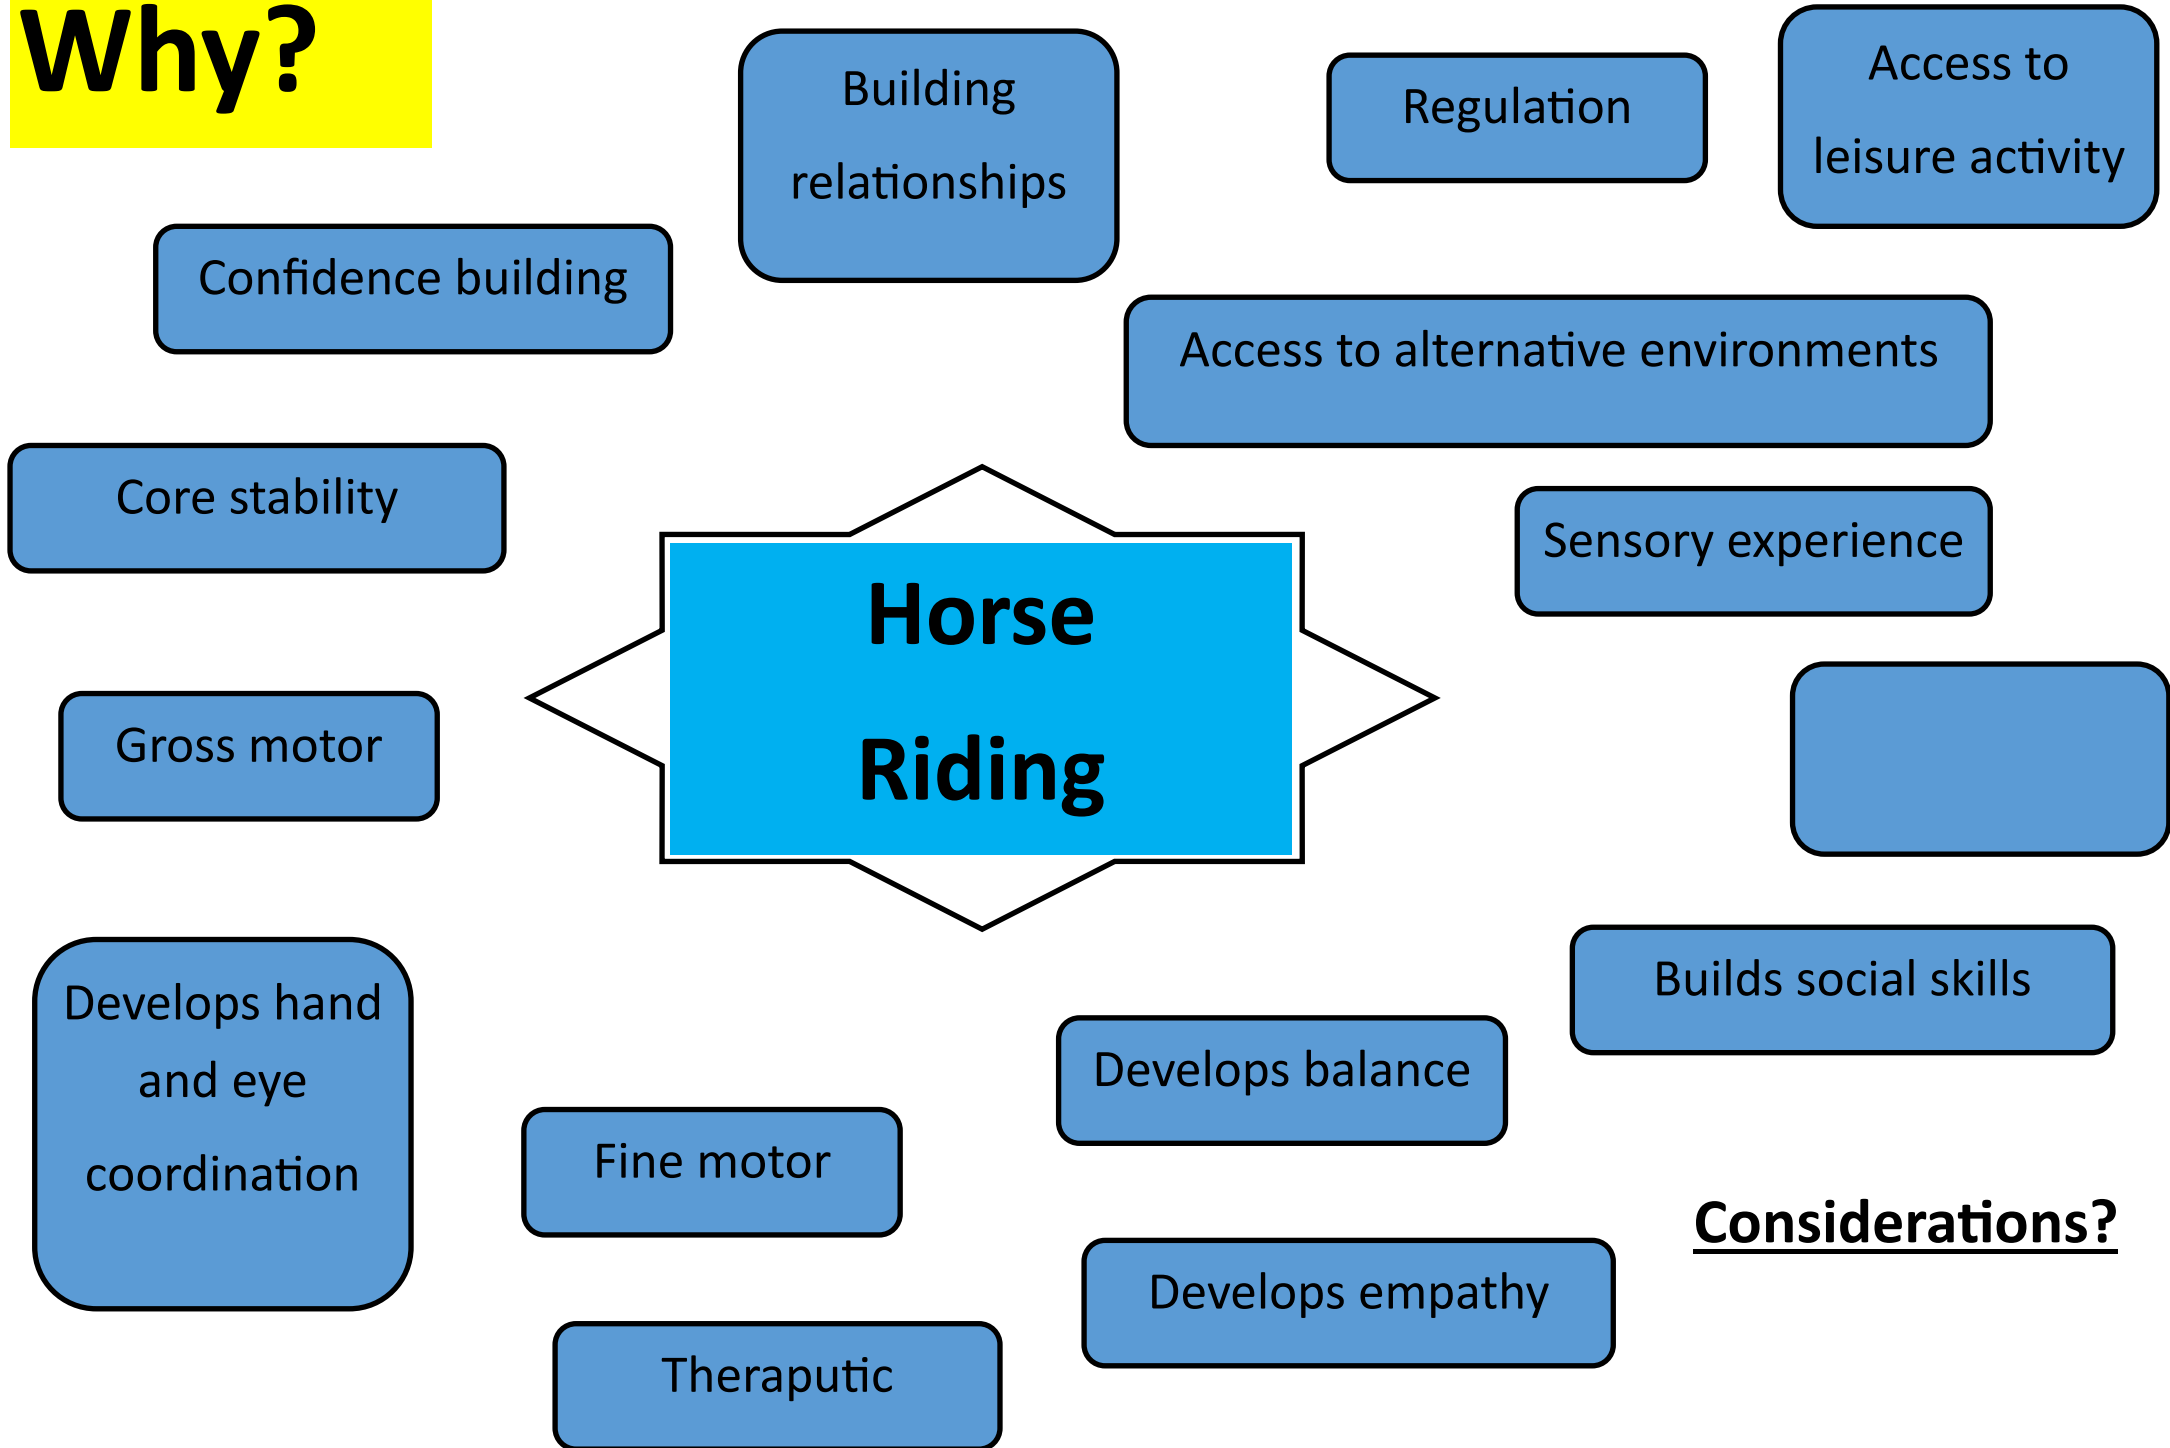 Why?
Building
relationships
Regulation
Access to
leisure activity
Confidence building
Access to alternative environments
Core stability
Sensory experience
Horse
Riding
Gross motor
Develops hand
and eye
coordination
Builds social skills
Develops balance
Fine motor
Considerations?
Develops empathy
Theraputic